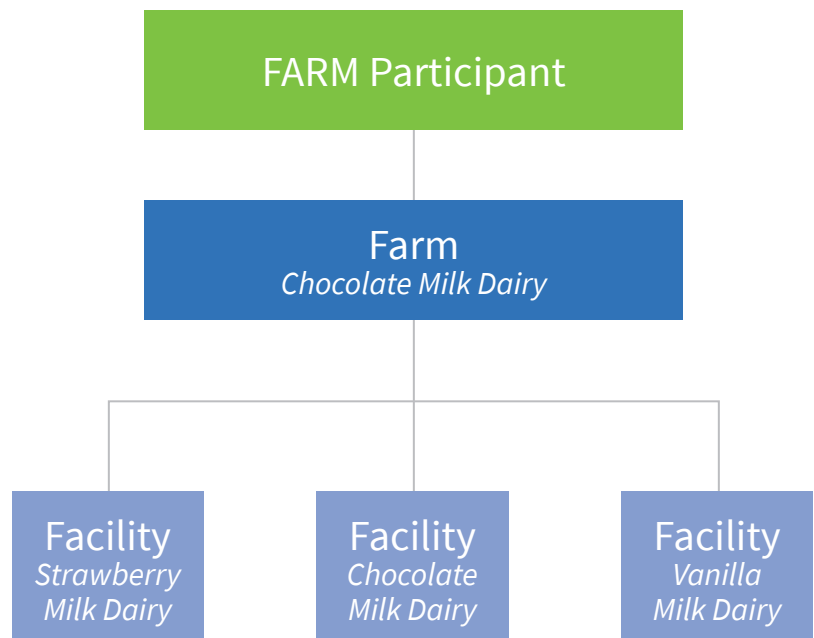 FARM Participant
Farm
Chocolate Milk Dairy
Facility
Strawberry
Milk Dairy
Facility
Chocolate
Milk Dairy
Facility
Vanilla
Milk Dairy